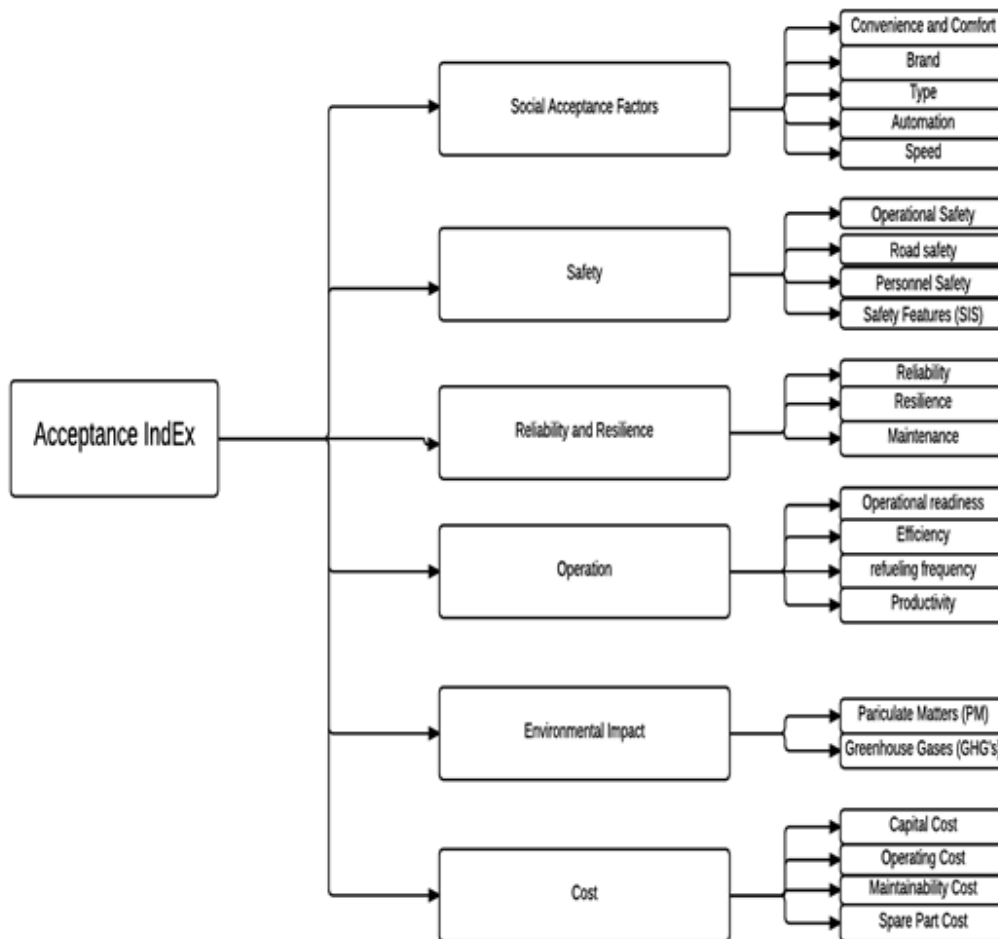 Acceptance IndEx
Social Acceptance Factors
Convenience and Comfort
Brand
Type
Automation
Speed
Safety
Operational Safety
Road safety
Personnel Safety
Safety Features (SIS)
Reliability and Resilience
Reliability
Resilience
Maintenance
Operation
Operational readiness
Efficiency
refueling frequency
Productivity
Environmental Impact
Pariculate Matters (PM)
Greenhouse Gases (GHG's)
Cost
Capital Cost
Operating Cost
Maintainability Cost
Spare Part Cost